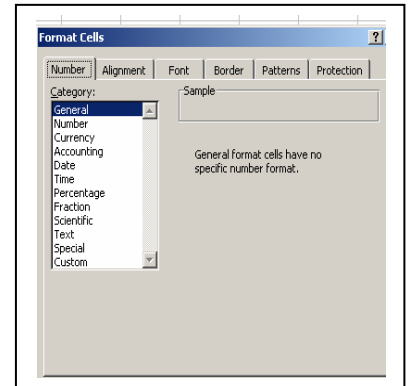 Format Cells ?
Number Alignment Font Border Patterns Protection
Category:
Sample
General
Number
Currency
Accounting
Date
Time
Percentage
Fraction
Scientific
Text
Special
Custom
General format cells have no
specific number format.